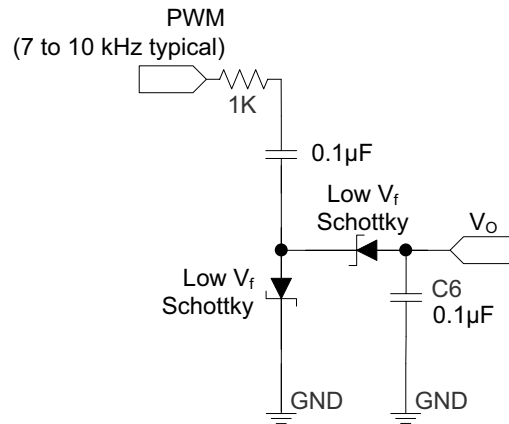 PWM
(7 to 10 kHz typical)
1K
0.1µF
Low Vf
Schottky
VO
Low Vf
Schottky
C6
0.1µF
GND
GND